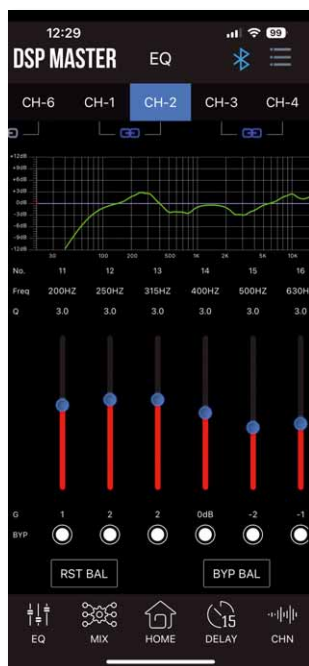 12:29 99
DSP MASTER EQ
CH-6 CH-1 CH-2 CH-3 CH-4
+12dB
+9dB
+6dB
+3dB
0dB
-3dB
-6dB
-9dB
-12dB
30 100 200 500 1K 2K 5K 10K
No. 11 12 13 14 15 16
Freq 200HZ 250HZ 315HZ 400HZ 500HZ 630H
Q 3.0 3.0 3.0 3.0 3.0 3.0
G 1 2 2 0dB -2 -1
BYP
RST BAL BYP BAL
15
EQ MIX HOME DELAY CHN